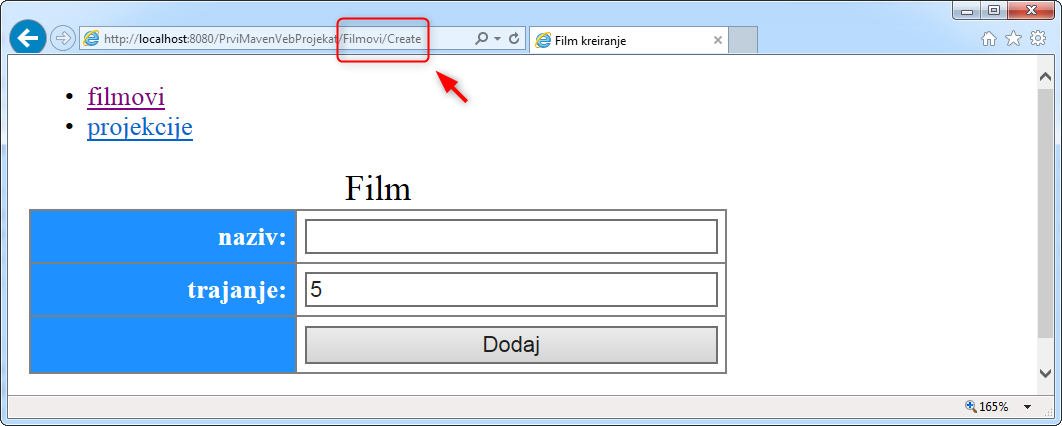 http://localhost:8080/PrviMavenVebProjekat/Filmovi/Create
Film kreiranje
filmovi
projekcije
Film
naziv:
trajanje: 5
Dodaj
165%